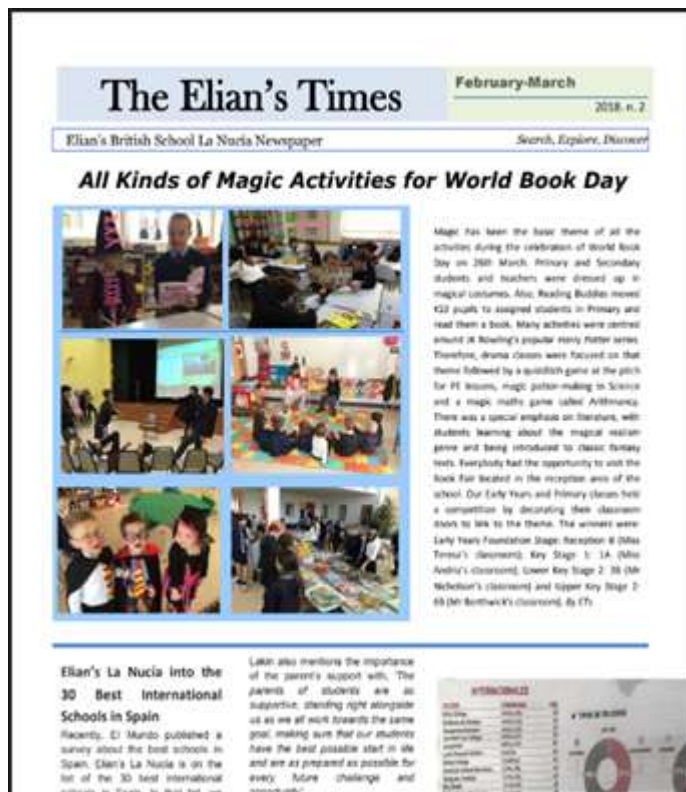 The Elian's Times
February-March
2018. n. 2
Elian's British School La Nucía Newspaper
Search, Explore, Discover
All Kinds of Magic Activities for World Book Day
Magic has been the basic theme of all the
activities during the celebration of World Book
Day on 26th March. Primary and Secondary
students and teachers were dressed up in
magical costumes. Also, Reading Buddies moved
KS3 pupils to assigned students in Primary and
read them a book. Many activities were centred
around JK Rowling's popular Harry Potter series.
Therefore, drama classes were focused on that
theme followed by a quidditch game at the pitch
for PE lessons, magic potion-making in Science
and a magic maths game called Arithmancy.
There was a special emphasis on literature, with
students learning about the magical realism
genre and being introduced to classic fantasy
texts. Everybody had the opportunity to visit the
Book Fair located in the reception area of the
school. Our Early Years and Primary classes held
a competition by decorating their classroom
doors to link to the theme. The winners were:
Early Years Foundation Stage: Reception B (Miss
Teresa's classroom); Key Stage 1: 1A (Miss
Andria's classroom), Lower Key Stage 2: 3B (Mr
Nicholson's classroom) and Upper Key Stage 2:
6B (Mr Borthwick's classroom). By
Elian's La Nucía into the
30 Best International
Schools in Spain
Recently, El Mundo published a
survey about the best schools in
Spain. Elian's La Nucía is on the
list of the 30 best international
Lakin also mentions the importance
of the parent's support with, 'The
parents of students are as
supportive, standing right alongside
us as we all work towards the same
goal, making sure that our students
have the best possible start in life
and are as prepared as possible for
every future challenge and
INTERNACIONALES